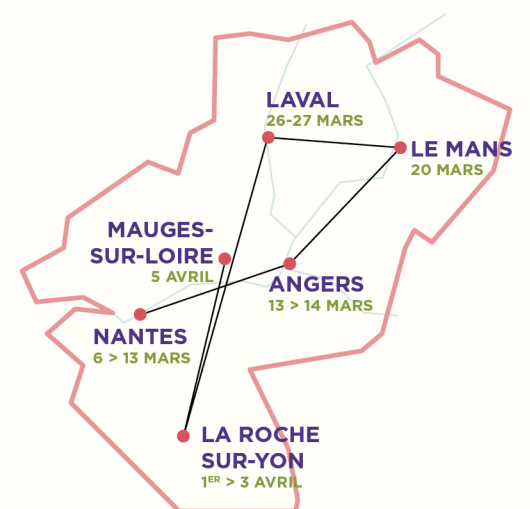 LAVAL
26-27 MARS
LE MANS
20 MARS
MAUGES-
SUR-LOIRE
5 AVRIL
ANGERS
13 > 14 MARS
NANTES
6 > 13 MARS
LA ROCHE
SUR-YON
1ER > 3 AVRIL